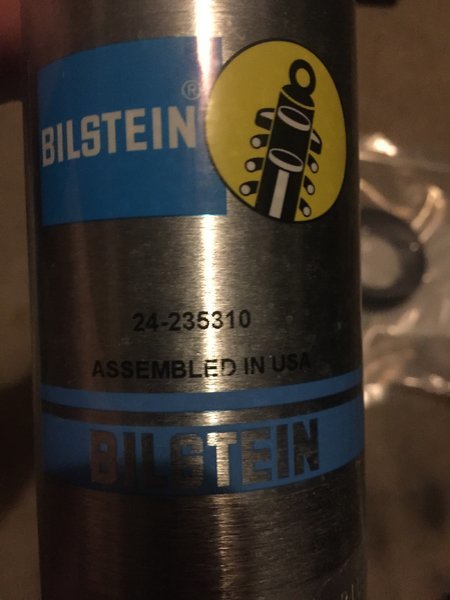 BILSTEIN®
24-235310
ASSEMBLED IN USA
BILSTEIN